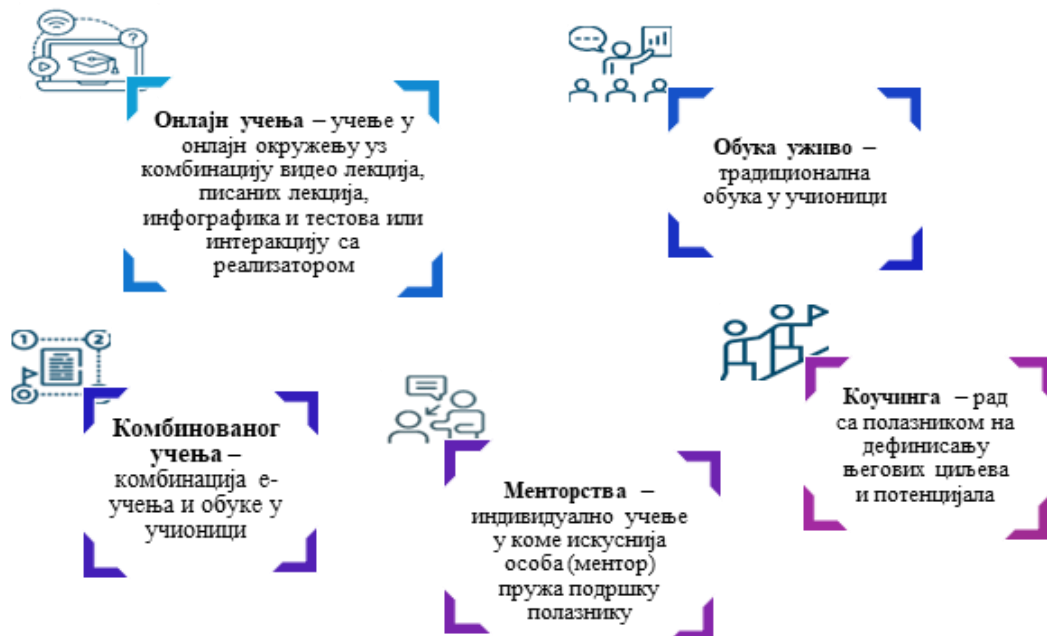 Онлајн учења – учење у
онлајн окружењу уз
комбинацију видео лекција,
писаних лекција,
инфографика и тестова или
интеракцију са
реализатором
Обука уживо –
традиционална
обука у учионици
1
2
Комбинованог
учења –
комбинација е-
учења и обуке у
учионици
Менторства –
индивидуално учење
у коме искуснија
особа (ментор)
пружа подршку
полазнику
Коучинга – рад
са полазником на
дефинисању
његових циљева
и потенцијала